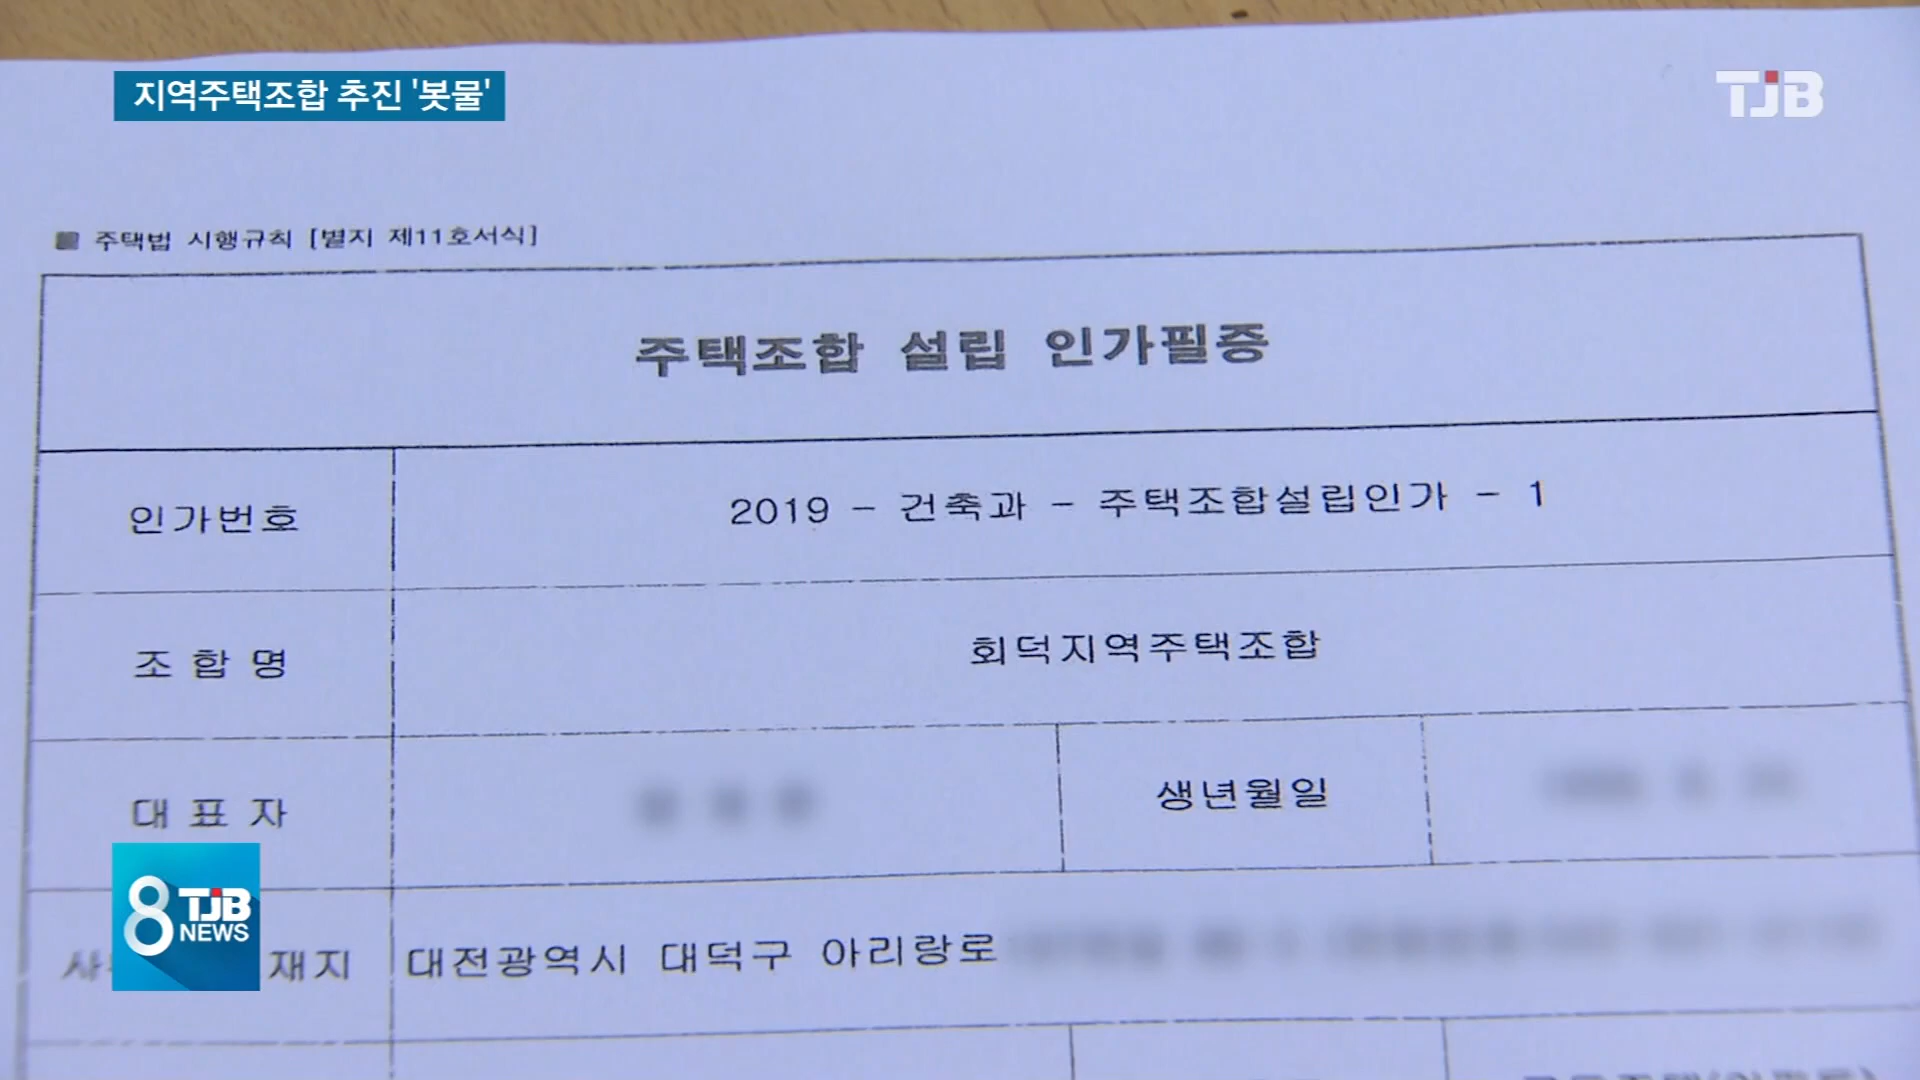 지역주택조합 추진 '봇물'
TJB
주택법 시행규칙 [별지 제11호서식]
주택조합 설립 인가필증
인가번호
2019 - 건축과 - 주택조합설립인가 - 1
조합명
회덕지역주택조합
대표자
생년월일
재지
대전광역시 대덕구 아리랑로
8 TJB NEWS